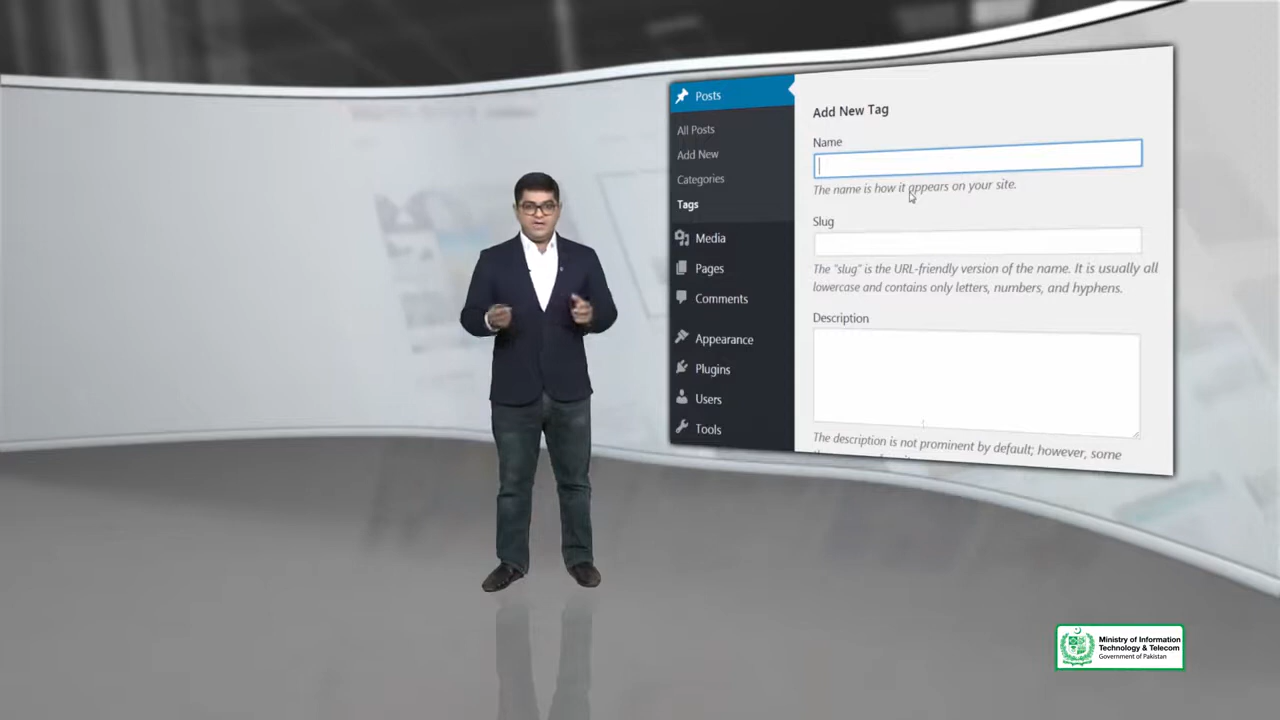 Posts
All Posts
Add New
Categories
Tags
Media
Pages
Comments
Appearance
Plugins
Users
Tools
Add New Tag
Name
The name is how it appears on your site.
Slug
The "slug" is the URL-friendly version of the name. It is usually all
lowercase and contains only letters, numbers, and hyphens.
Description
The description is not prominent by default; however, some
Ministry of Information
Technology & Telecom
Government of Pakistan